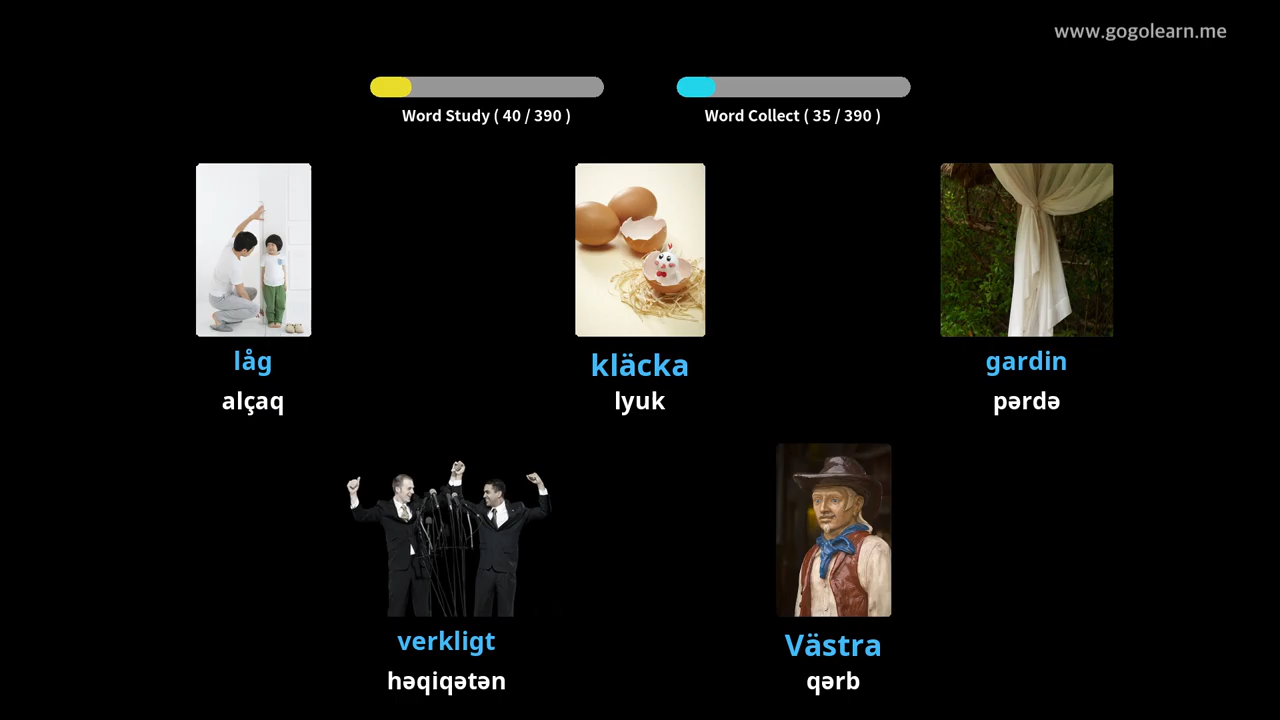 www.gogolearn.me
Word Study ( 40 / 390 )
Word Collect ( 35 / 390 )
låg
alçaq
kläcka
lyuk
gardin
pərdə
verkligt
həqiqətən
Västra
qərb